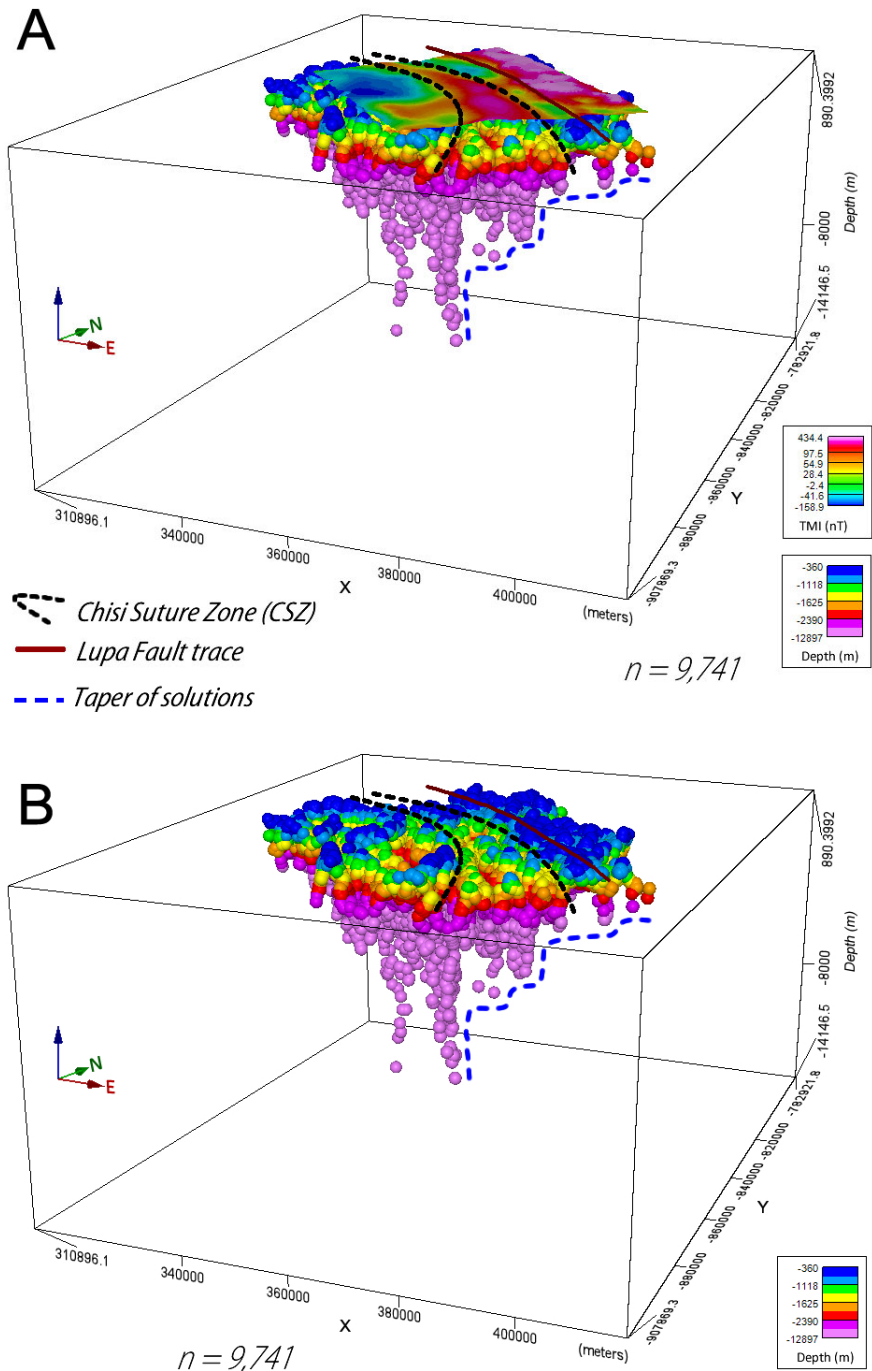 A
890.3992
-8000
Depth (m)
-14146.5
-782921.8
-820000
-840000
-860000
-880000
-907869.3
Y
N
E
310896.1
340000
360000
380000
400000
X
(meters)
434.4
97.5
54.9
28.4
-2.4
-41.6
-158.9
TMI (nT)
-360
-1118
-1625
-2390
-12897
Depth (m)
Chisi Suture Zone (CSZ)
Lupa Fault trace
Taper of solutions
n = 9,741
B
890.3992
-8000
Depth (m)
-14146.5
-782921.8
-820000
-840000
-860000
-880000
-907869.3
Y
N
E
310896.1
340000
360000
380000
400000
X
(meters)
-360
-1118
-1625
-2390
-12897
Depth (m)
n = 9,741